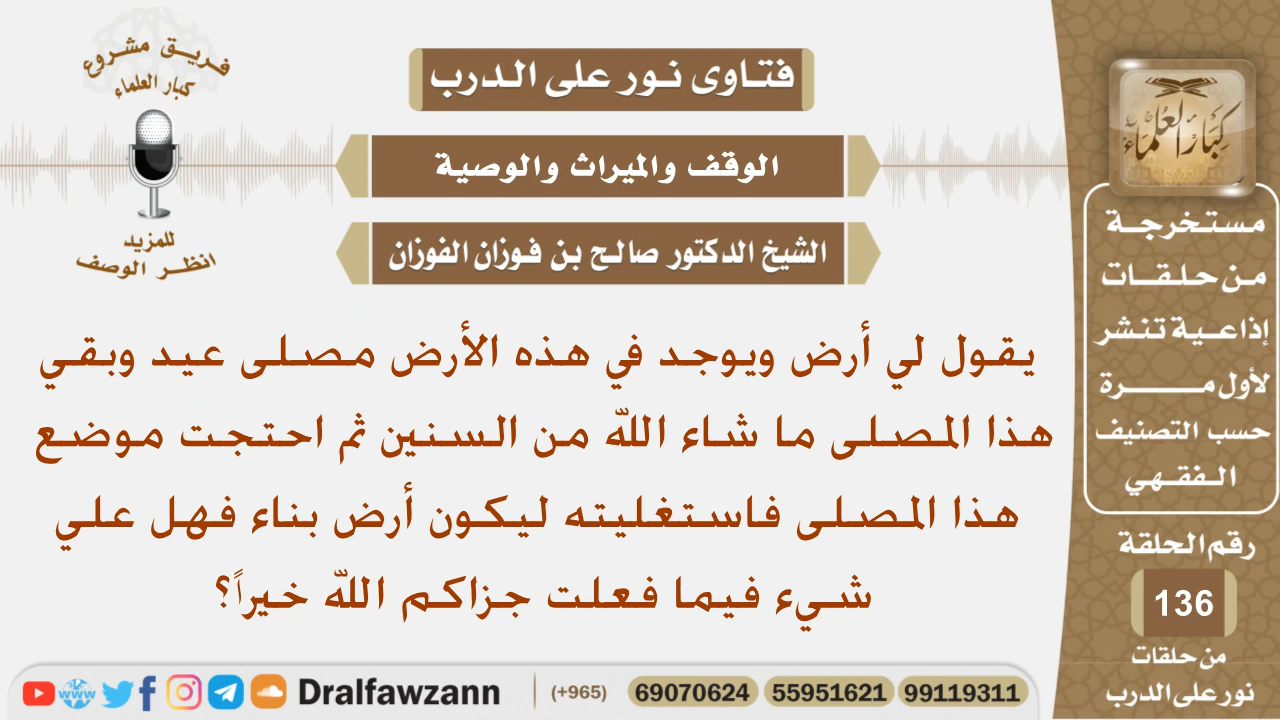 فريق مشروع
كبار العلماء
للمزيد
انظر الوصف
فتاوى نور على الدرب
الوقف والميراث والوصية
الشيخ الدكتور صالح بن فوزان الفوزان
يقول لي أرض ويوجد في هذه الأرض مصلى عيد وبقي
هذا المصلى ما شاء الله من السنين ثم احتجت موضع
هذا المصلى فاستغليته ليكون أرض بناء فهل علي
شيء فيما فعلت جزاكم الله خيراً؟
كبار العلماء
مستخرجة
من حلقات
إذاعية تنشر
لأول مرة
حسب التصنيف
الفقهي
رقم الحلقة
136
من حلقات
نور على الدرب
www Dralfawzann (+965) 69070624 55951621 99119311